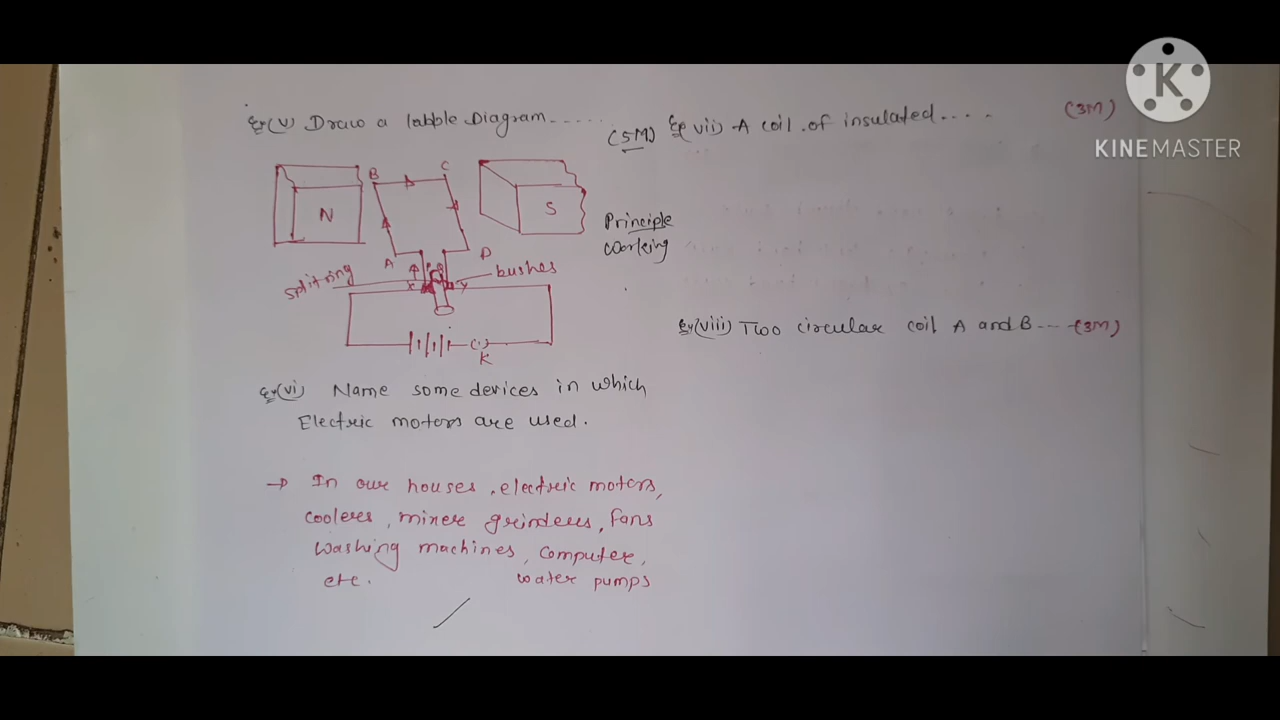 (v) Draw a labble Diagram.....
(5M)
B
C
N
S
A
D
Principle
working
splitring
bushes
X
Y
K
(vi) Name some devices in which
Electric motors are used.
→ In our houses, electric motors,
cooleres, mixer grinders, fans
washing machines, computer,
etc. water pumps
(vii) A coil of insulated.... (3M)
(viii) Two circular coil A and B... (3M)
K
KINEMASTER